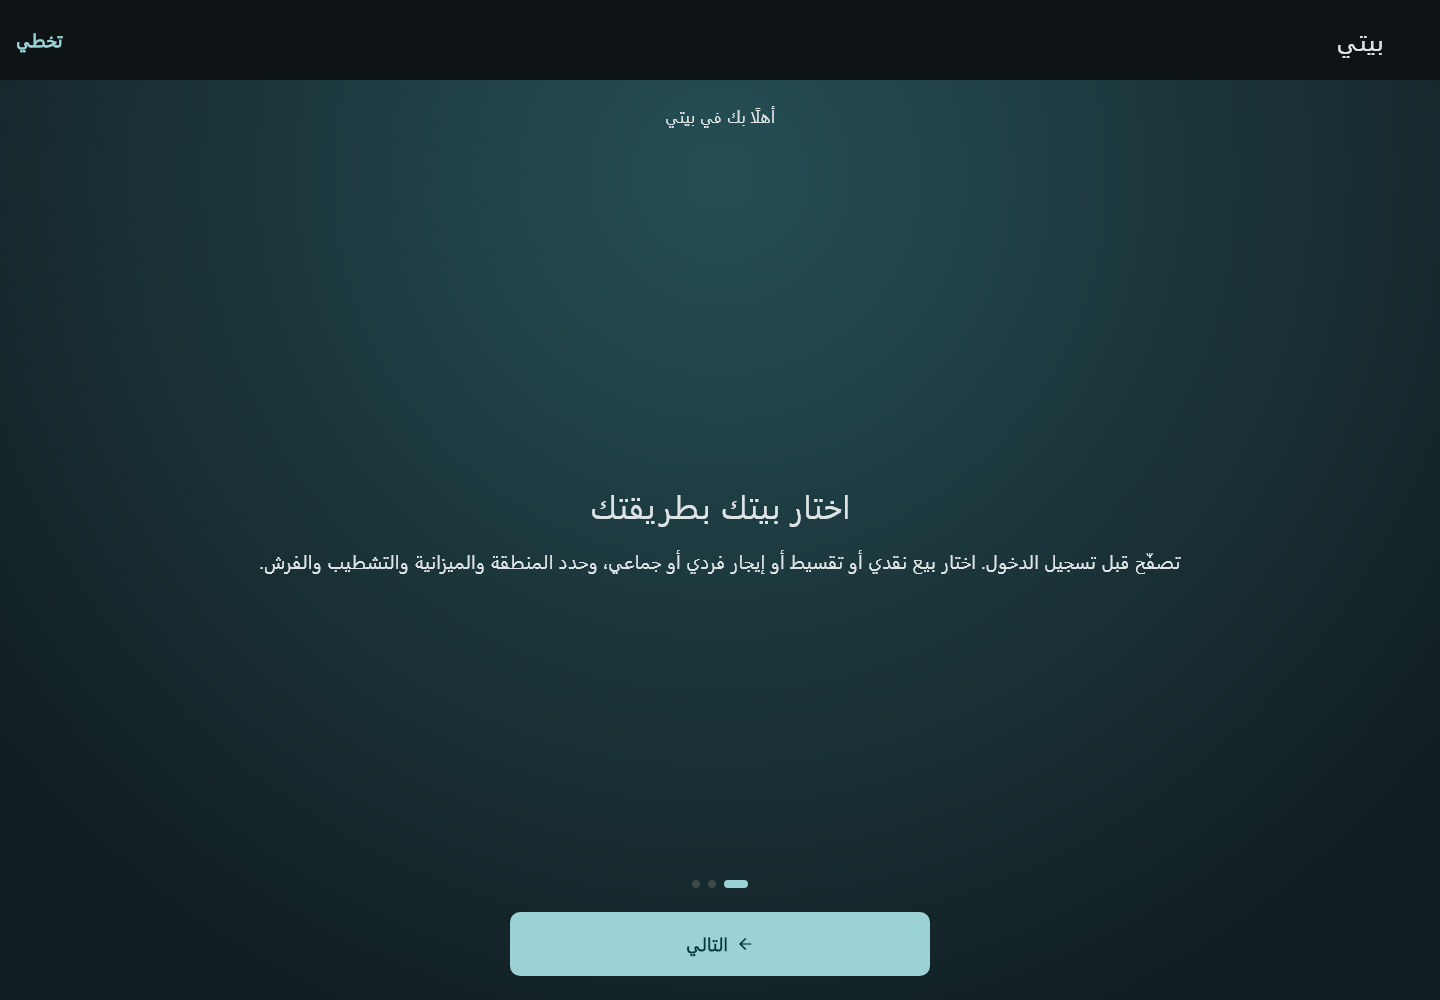 بيتي
تخطي
أهلًا بك في بيتي
اختار بيتك بطريقتك
تصفّح قبل تسجيل الدخول. اختار بيع نقدي أو تقسيط أو إيجار فردي أو جماعي، وحدد المنطقة والميزانية والتشطيب والفرش.
التالي